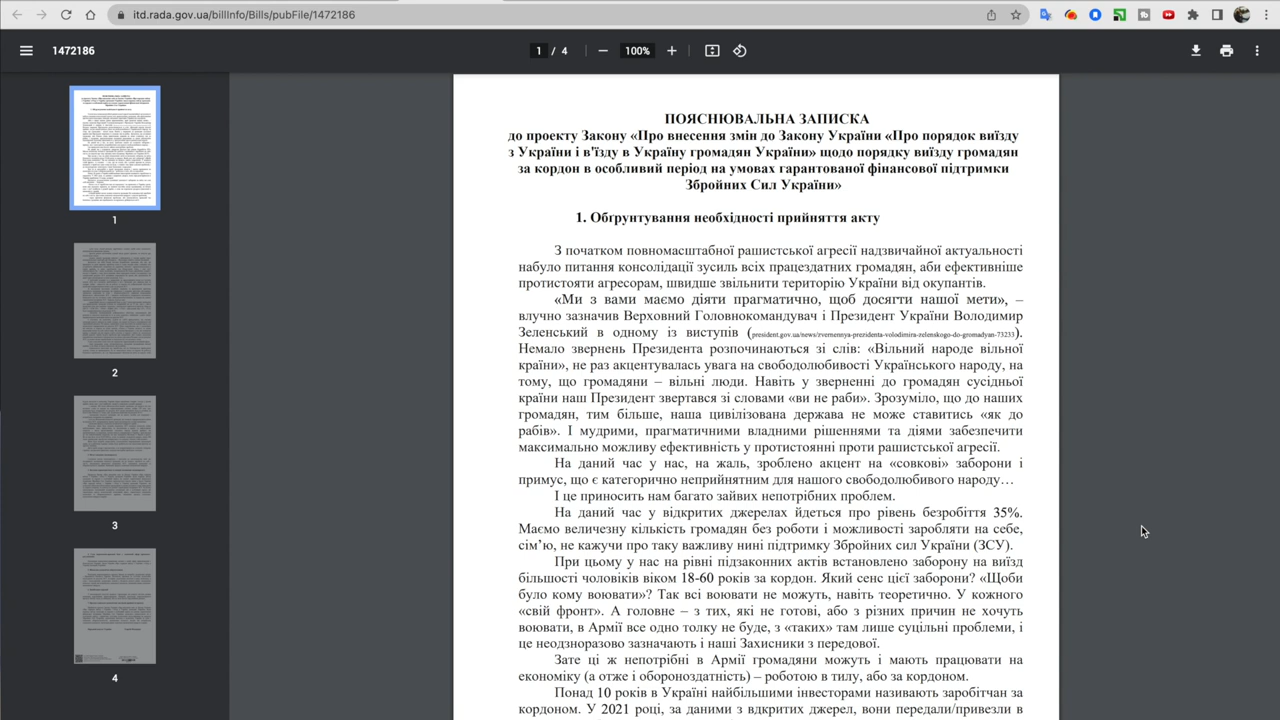 itd.rada.gov.ua/billInfo/Bills/pubFile/1472186
1472186
1 / 4
100%
ПОЯСНЮВАЛЬНА ЗАПИСКА
до проєкту Закону «Про внесення змін до Закону України «Про порядок виїзду
з України і в’їзду в Україну громадян України» щодо порядку виїзду громадян
за кордон в особливий період на умовах гарантованої фінансової підтримки
Збройних Сил України»
1. Обґрунтування необхідності прийняття акту
З початком повномасштабної рашистської агресії надзвичайної актуальності
набуло питання консолідації зусиль всіх працездатних громадян, аби ефективніше
протистояти агресорам, швидше звільнити територію України від окупантів.
«Ми з вами маємо діяти прагматично, щоб досягти нашої мети», –
влучно зазначив Верховний Головнокомандувач і Президент України Володимир
Зеленський в одному із виступів (president.gov.ua/news/zvernennya-prezidenta-volodimira-zelenskogo-do-gromadyan-73233).
Немало звернень Президента розпочинаються зі слів: «Вільний народе вільної
країни», не раз акцентувалась увага на свободолюбивості Українського народу, на
тому, що громадяни – вільні люди. Навіть у зверненні до громадян сусідньої
Президент звертався зі словами «ви не раби». Зрозуміло, що до наших
громадян, тим більше, наша цивілізована держава не може ставитись «як до
рабів». І мудрими, прагматичними владними рішеннями та діями забезпечити
максимально можливу ефективність у протистоянні проти рашистської агресії.
На даний час у нас, на жаль, зроблено акцент на «совкові» заборони і
примус, що є категорично неприйнятним для нашого свободолюбивого народу…
І це приносить нам багато зайвих непотрібних проблем.
На даний час у відкритих джерелах йдеться про рівень безробіття 35%.
Маємо величезну кількість громадян без роботи і можливості заробляти на себе,
сім’ю, не кажучи про таку важливу нині підтримку Збройних сил України (ЗСУ).
При цьому у нас на рівні підзаконних актів встановлено заборону на виїзд
більшості чоловіків віком 18-60 років за кордон. Який сенс цієї заборони? «Щоби
було кому воювати»? Так всі воювати не можуть, навіть теоретично. У кожного
«свій фронт». А головне – з тих, які не готові, або з різних причин не хочуть
воювати, в Армії все одно толку не буде, з «таких» там лише суцільні проблеми, і
це неодзноразово зазначають і наші Захисники з передової.
Зате ці ж непотрібні в Армії громадяни можуть і мають працювати на
економіку (а отже і обороноздатність) – роботою в тилу, або за кордоном.
Понад 10 років в Україні найбільшими інвесторами називають заробітчан за
кордоном. У 2021 році, за даними з вдкритих джерел, вони передали/привезли в
1
2
3
4